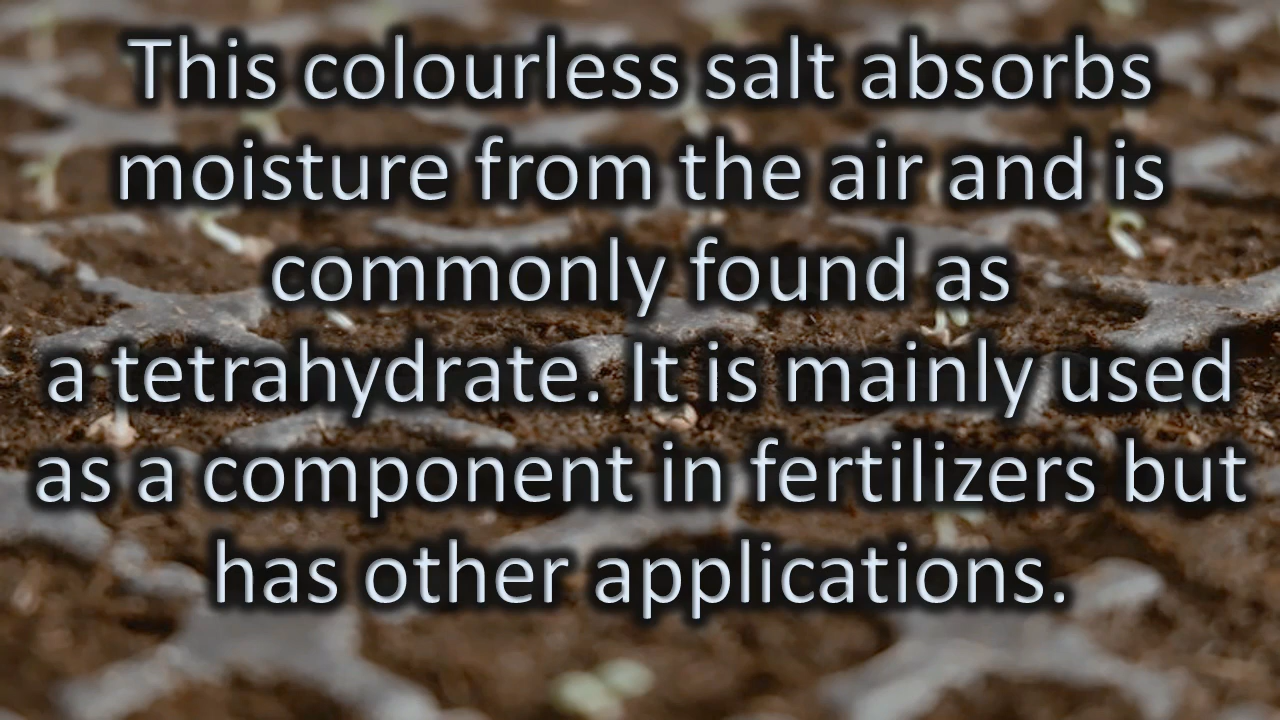 This colourless salt absorbs
moisture from the air and is
commonly found as
a tetrahydrate. It is mainly used
as a component in fertilizers but
has other applications.